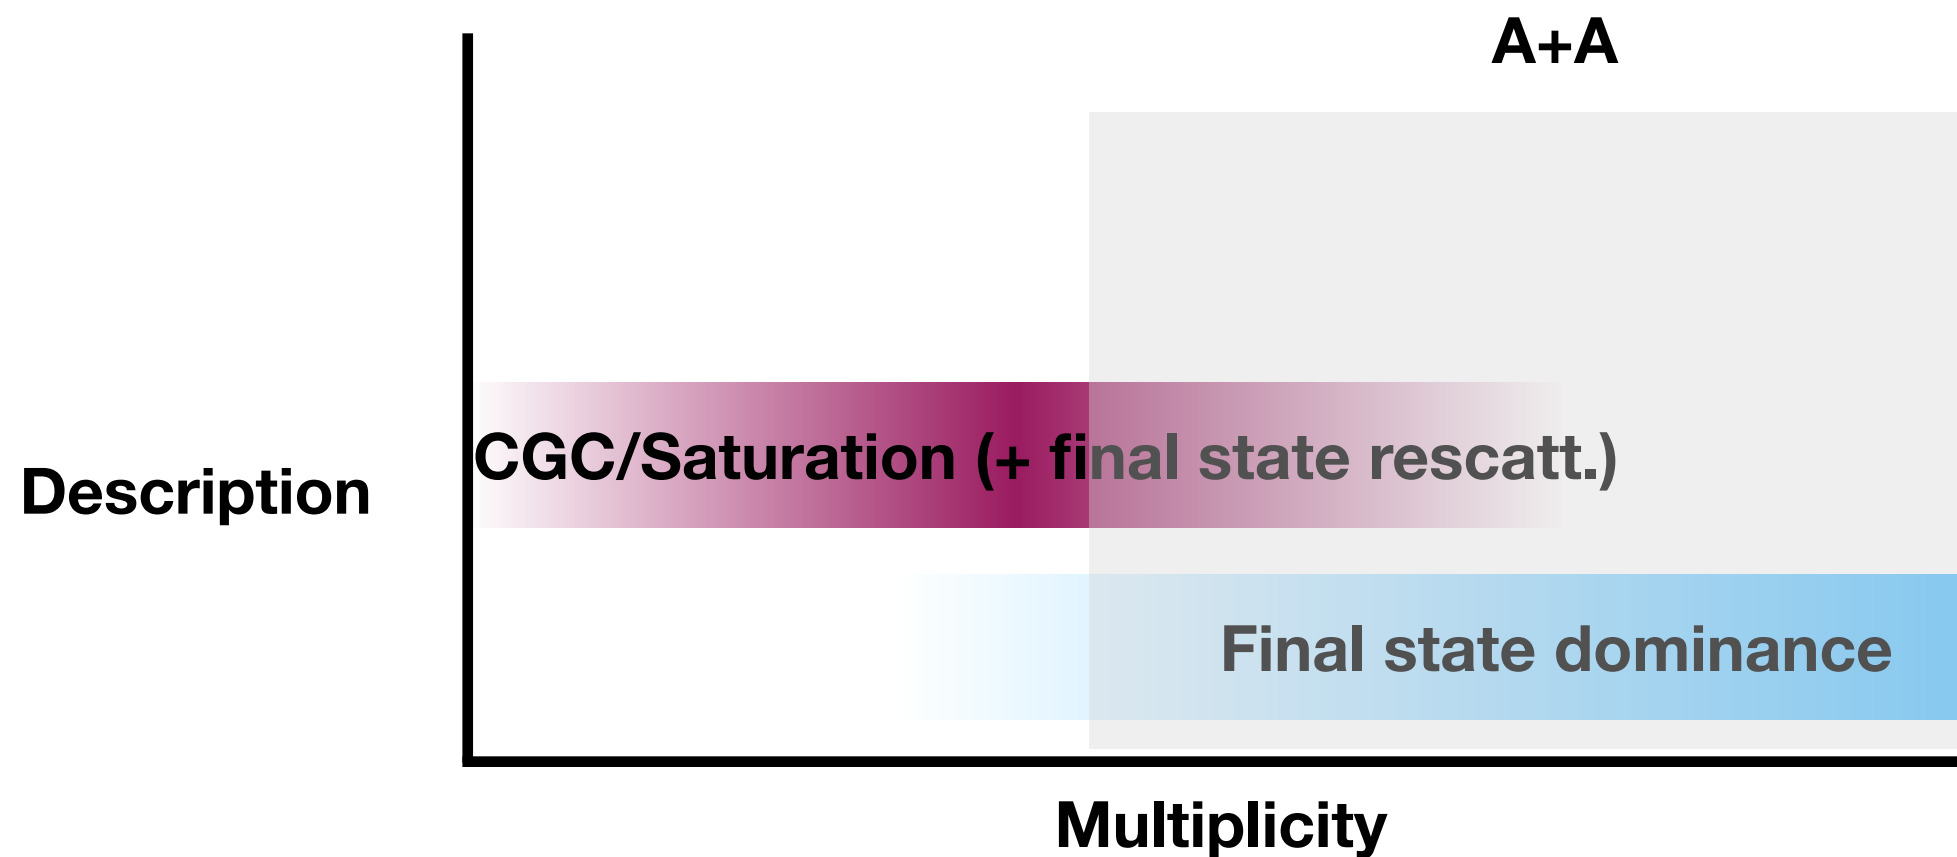 A+A
CGC/Saturation (+ final state rescatt.)
Description
Final state dominance
Multiplicity